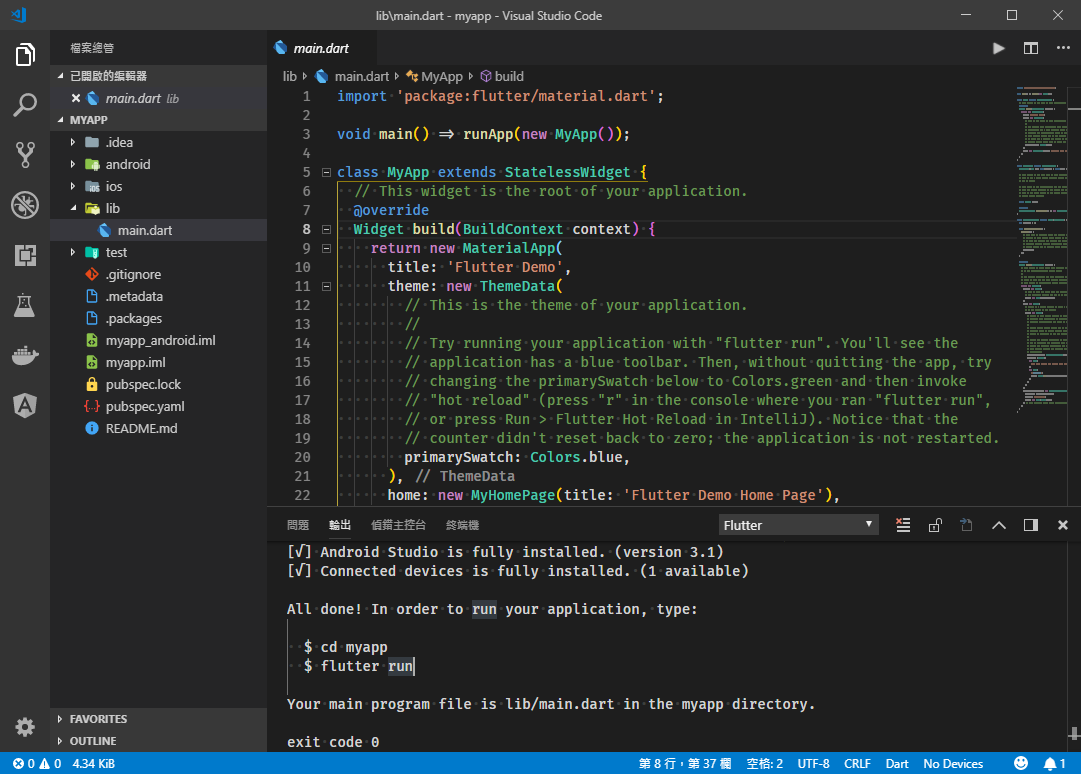 lib\main.dart - myapp - Visual Studio Code
檔案總管
已開啟的編輯器
main.dart lib
MYAPP
.idea
android
ios
lib
main.dart
test
.gitignore
.metadata
.packages
myapp_android.iml
myapp.iml
pubspec.lock
pubspec.yaml
README.md
FAVORITES
OUTLINE
main.dart
lib main.dart MyApp build
1 import 'package:flutter/material.dart';
2
3 void main() => runApp(new MyApp());
4
5 class MyApp extends StatelessWidget {
6 // This widget is the root of your application.
7 @override
8 Widget build(BuildContext context) {
9 return new MaterialApp(
10 title: 'Flutter Demo',
11 theme: new ThemeData(
12 // This is the theme of your application.
13 //
14 // Try running your application with "flutter run". You'll see the
15 // application has a blue toolbar. Then, without quitting the app, try
16 // changing the primarySwatch below to Colors.green and then invoke
17 // "hot reload" (press "r" in the console where you ran "flutter run",
18 // or press Run > Flutter Hot Reload in IntelliJ). Notice that the
19 // counter didn't reset back to zero; the application is not restarted.
20 primarySwatch: Colors.blue,
21 ), // ThemeData
22 home: new MyHomePage(title: 'Flutter Demo Home Page'),
問題 輸出 偵錯主控台 終端機 Flutter
[√] Android Studio is fully installed. (version 3.1)
[√] Connected devices is fully installed. (1 available)
All done! In order to run your application, type:
$ cd myapp
$ flutter run
Your main program file is lib/main.dart in the myapp directory.
exit code 0
0 0 4.34 KiB 第 8 行，第 37 欄 空格: 2 UTF-8 CRLF Dart No Devices 1